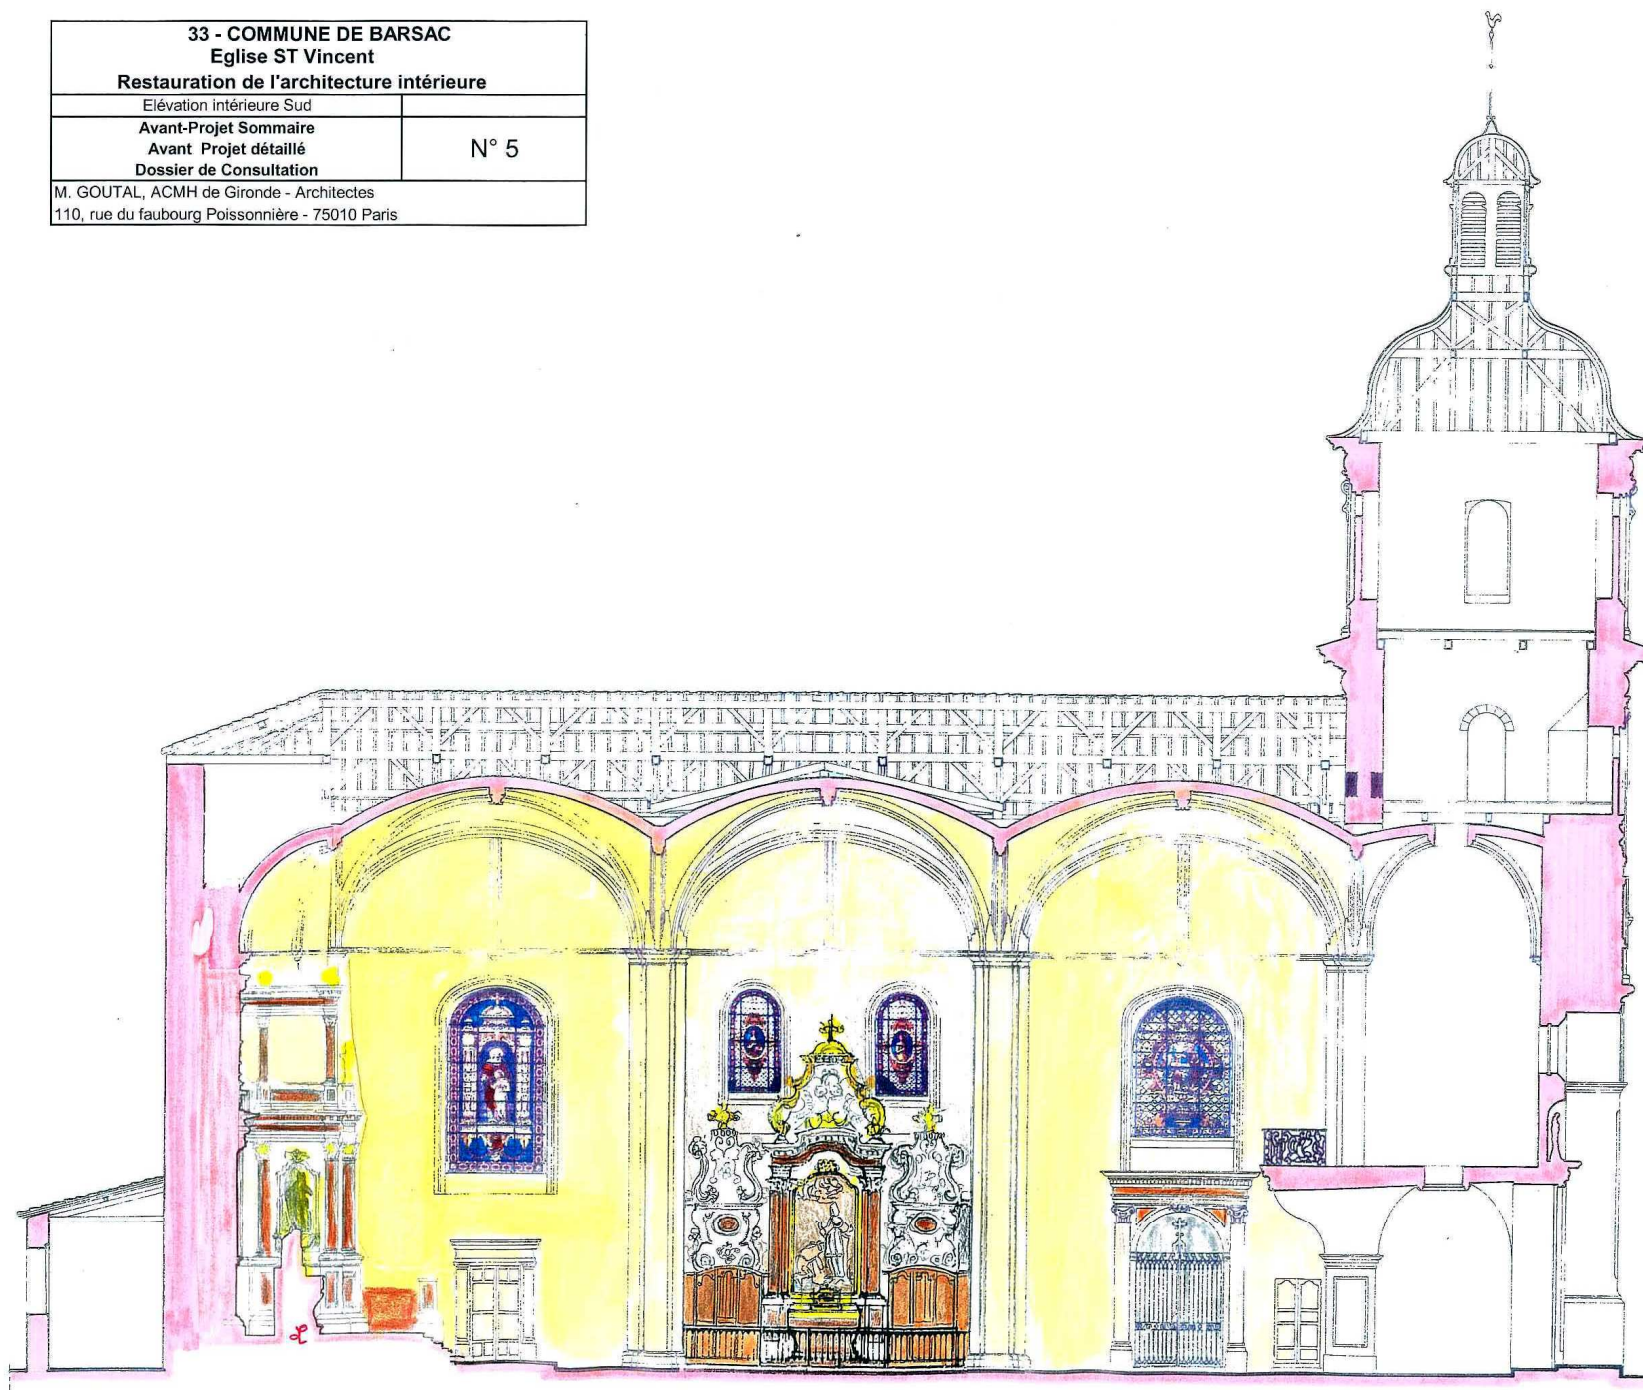 33 - COMMUNE DE BARSAC
Eglise ST Vincent
Restauration de l'architecture intérieure
Elévation intérieure Sud
Avant-Projet Sommaire
Avant Projet détaillé
Dossier de Consultation
N° 5
M. GOUTAL, ACMH de Gironde - Architectes
110, rue du faubourg Poissonnière - 75010 Paris